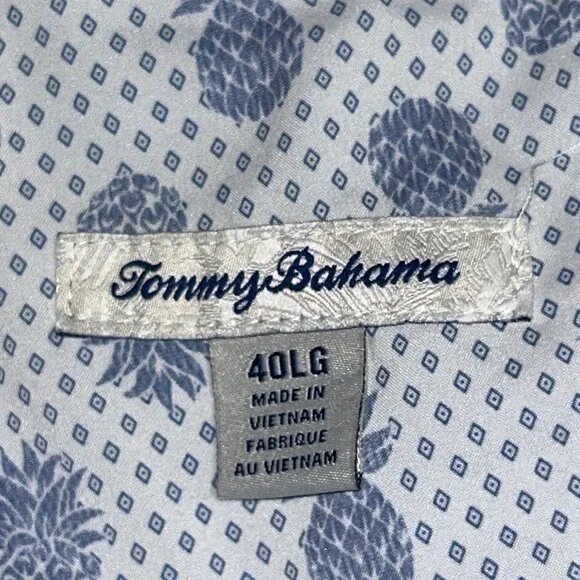 Tommy Bahama
40LG
MADE IN
VIETNAM
FABRIQUE
AU VIETNAM